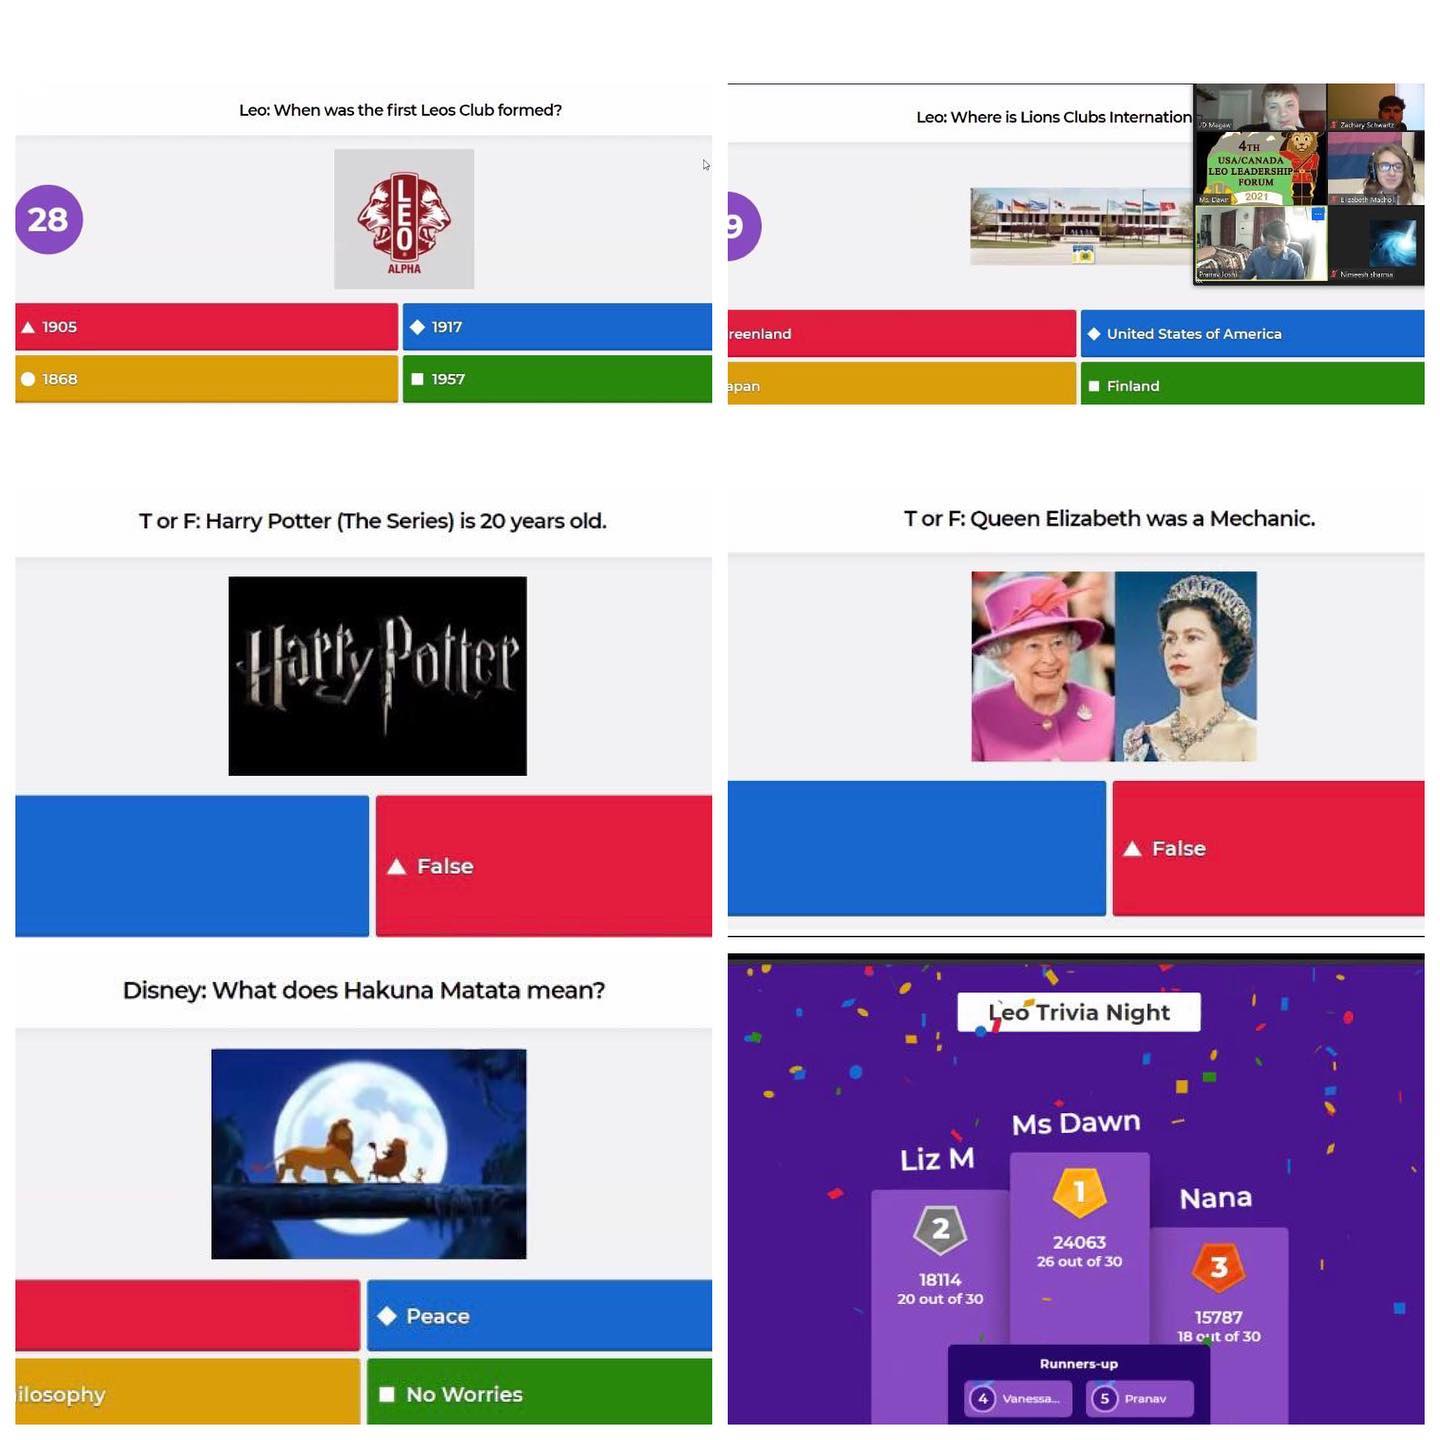 Leo: When was the first Leos Club formed?
28
LEO
ALPHA
1905
1917
1868
1957
Leo: Where is Lions Clubs Internation
JD Magaw
Zachary Schwartz
4TH
USA/CANADA
LEO LEADERSHIP
FORUM
2021
Ms. Dawn
Elizabeth
Pranav Joshi
Nimeesh sharma
9
reenland
United States of America
apan
Finland
T or F: Harry Potter (The Series) is 20 years old.
Harry Potter
False
T or F: Queen Elizabeth was a Mechanic.
False
Disney: What does Hakuna Matata mean?
Peace
ilosophy
No Worries
Leo Trivia Night
Ms Dawn
Liz M
Nana
1
2
3
24063
26 out of 30
18114
20 out of 30
15787
18 out of 30
Runners-up
4 Vanessa...
5 Pranav